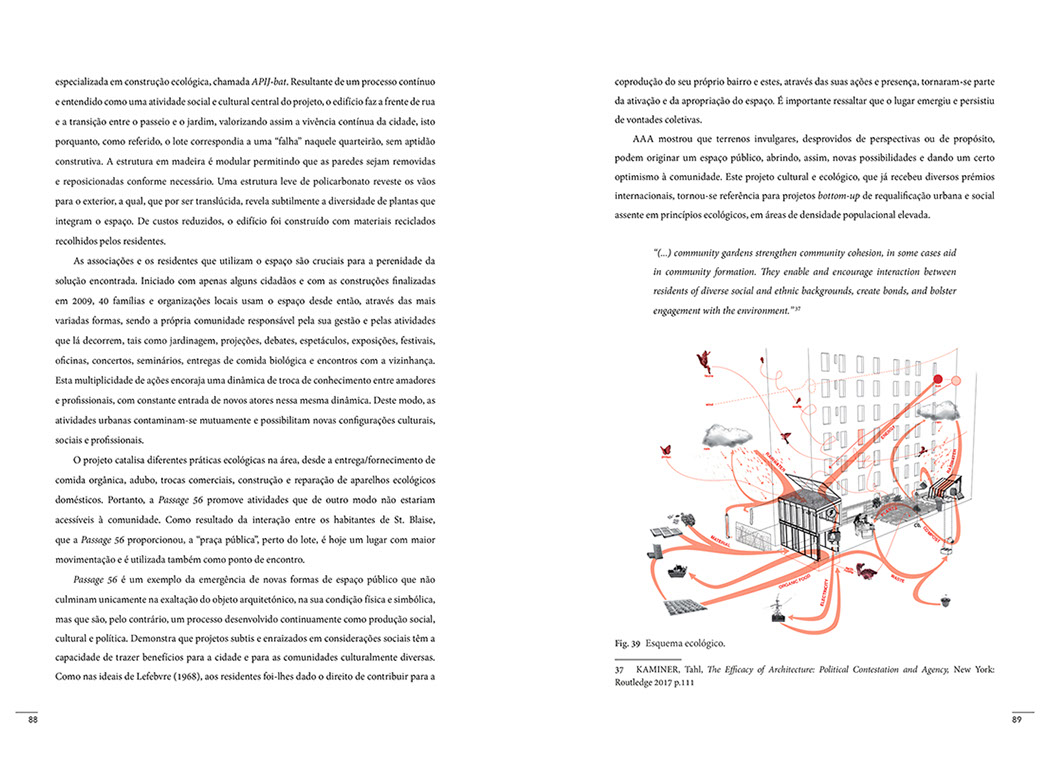 especializada em construção ecológica, chamada APIJ-bat. Resultante de um processo contínuo
e entendido como uma atividade social e cultural central do projeto, o edifício faz a frente de rua
e a transição entre o passeio e o jardim, valorizando assim a vivência contínua da cidade, isto
porquanto, como referido, o lote correspondia a uma “falha” naquele quarteirão, sem aptidão
construtiva. A estrutura em madeira é modular permitindo que as paredes sejam removidas
e reposicionadas conforme necessário. Uma estrutura leve de policarbonato reveste os vãos
para o exterior, a qual, que por ser translúcida, revela subtilmente a diversidade de plantas que
integram o espaço. De custos reduzidos, o edifício foi construído com materiais reciclados
recolhidos pelos residentes.
As associações e os residentes que utilizam o espaço são cruciais para a perenidade da
solução encontrada. Iniciado com apenas alguns cidadãos e com as construções finalizadas
em 2009, 40 famílias e organizações locais usam o espaço desde então, através das mais
variadas formas, sendo a própria comunidade responsável pela sua gestão e pelas atividades
que lá decorrem, tais como jardinagem, projeções, debates, espetáculos, exposições, festivais,
oficinas, concertos, seminários, entregas de comida biológica e encontros com a vizinhança.
Esta multiplicidade de ações encoraja uma dinâmica de troca de conhecimento entre amadores
e profissionais, com constante entrada de novos atores nessa mesma dinâmica. Deste modo, as
atividades urbanas contaminam-se mutuamente e possibilitam novas configurações culturais,
sociais e profissionais.
O projeto catalisa diferentes práticas ecológicas na área, desde a entrega/fornecimento de
comida orgânica, adubo, trocas comerciais, construção e reparação de aparelhos ecológicos
domésticos. Portanto, a Passage 56 promove atividades que de outro modo não estariam
acessíveis à comunidade. Como resultado da interação entre os habitantes de St. Blaise,
que a Passage 56 proporcionou, a “praça pública”, perto do lote, é hoje um lugar com maior
movimentação e é utilizada também como ponto de encontro.
Passage 56 é um exemplo da emergência de novas formas de espaço público que não
culminam unicamente na exaltação do objeto arquitetónico, na sua condição física e simbólica,
mas que são, pelo contrário, um processo desenvolvido continuamente como produção social,
cultural e política. Demonstra que projetos subtis e enraizados em considerações sociais têm a
capacidade de trazer benefícios para a cidade e para as comunidades culturalmente diversas.
Como nas ideais de Lefebvre (1968), aos residentes foi-lhes dado o direito de contribuir para a
88
coprodução do seu próprio bairro e estes, através das suas ações e presença, tornaram-se parte
da ativação e da apropriação do espaço. É importante ressaltar que o lugar emergiu e persistiu
de vontades coletivas.
AAA mostrou que terrenos invulgares, desprovidos de perspectivas ou de propósito,
podem originar um espaço público, abrindo, assim, novas possibilidades e dando um certo
optimismo à comunidade. Este projeto cultural e ecológico, que já recebeu diversos prémios
internacionais, tornou-se referência para projetos bottom-up de requalificação urbana e social
assente em princípios ecológicos, em áreas de densidade populacional elevada.
“(...) community gardens strengthen community cohesion, in some cases aid
in community formation. They enable and encourage interaction between
residents of diverse social and ethnic backgrounds, create bonds, and bolster
engagement with the environment.”37
ENERGY
RAINWATER
RAINWATER
MATERIAL
COMPOST
ORGANIC FOOD
ELECTRICITY
WASTE
Fig. 39 Esquema ecológico.
37 KAMINER, Tahl, The Efficacy of Architecture: Political Contestation and Agency, New York:
Routledge 2017 p.111
89